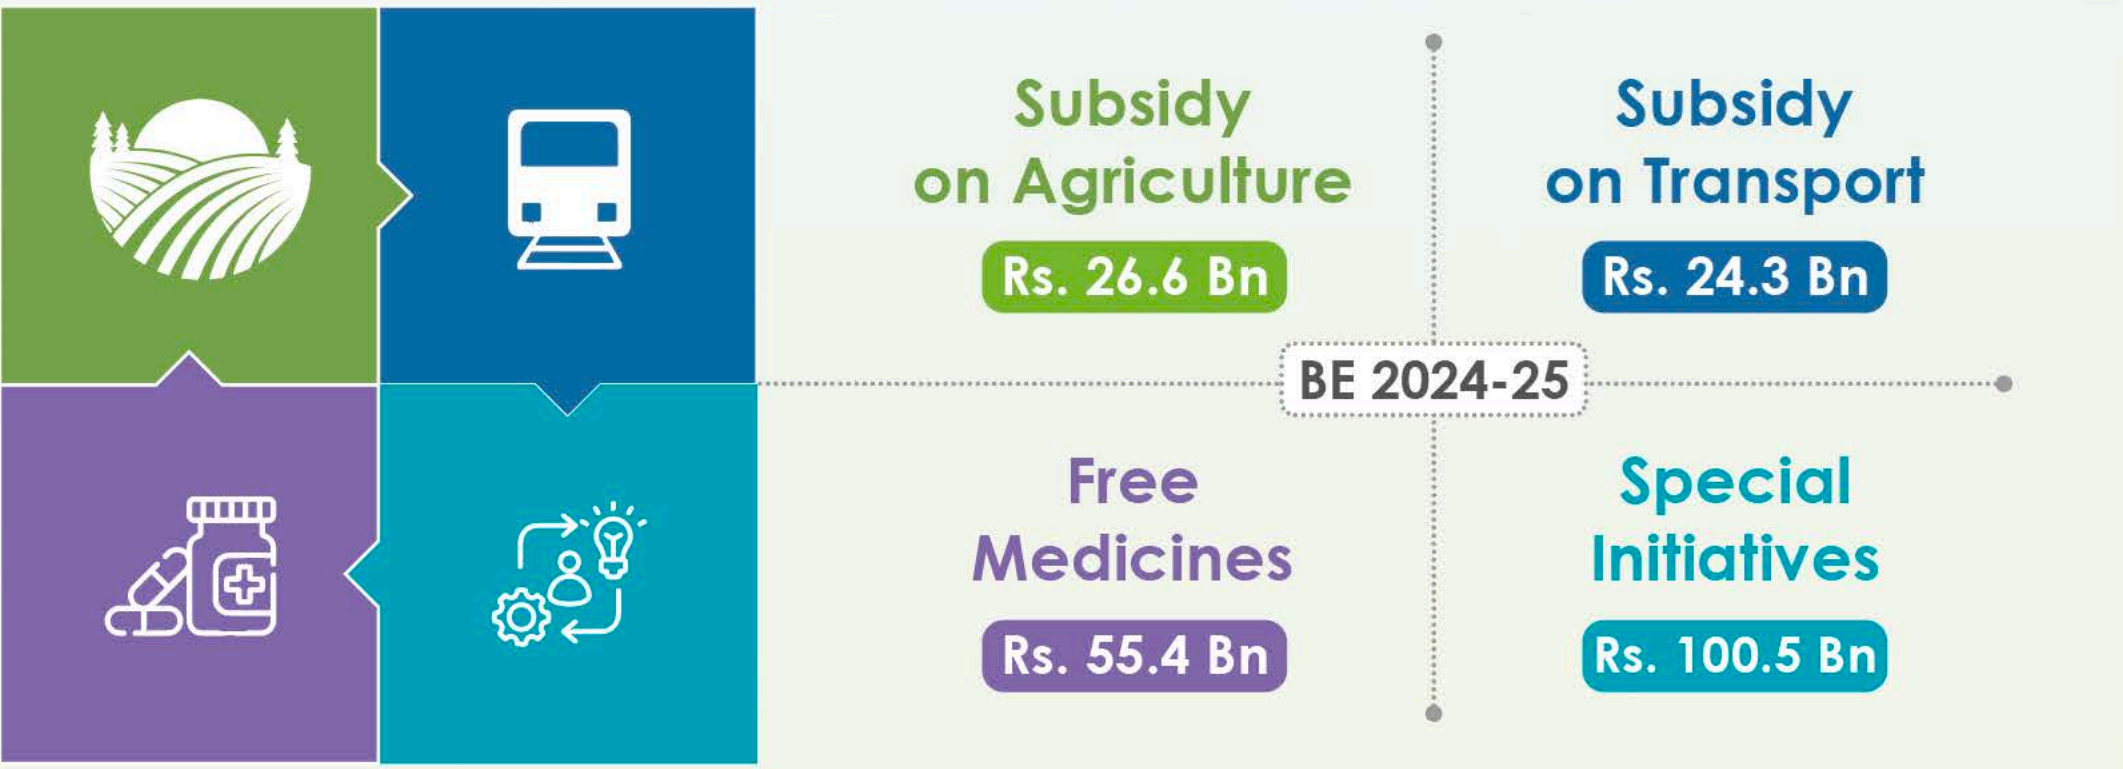 Subsidy
on Agriculture
Rs. 26.6 Bn
Subsidy
on Transport
Rs. 24.3 Bn
BE 2024-25
Free
Medicines
Rs. 55.4 Bn
Special
Initiatives
Rs. 100.5 Bn